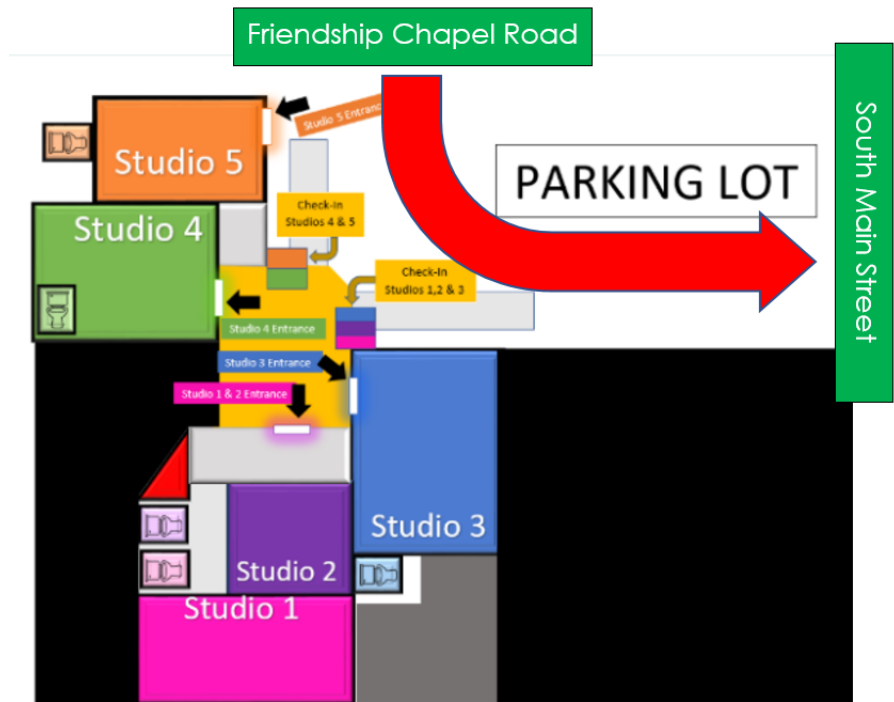 Friendship Chapel Road
South Main Street
Studio 5 Entranc
Studio 5
PARKING LOT
Check-In
Studios 4 & 5
Studio 4
Check-In
Studios 1,2 & 3
Studio 4 Entrance
Studio 3 Entrance
Studio 1 & 2 Entrance
Studio 3
Studio 2
Studio 1